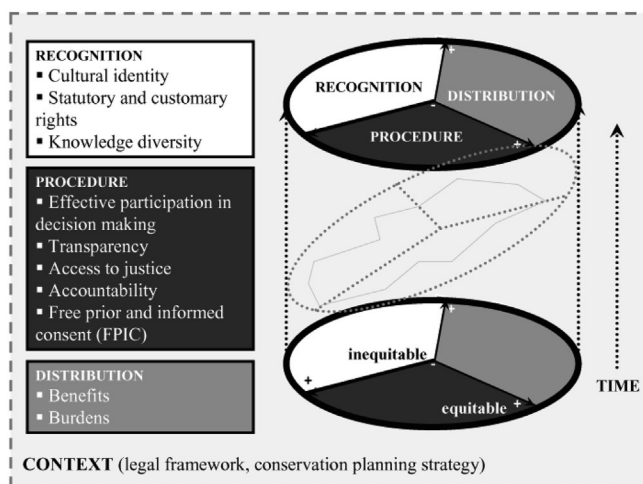 RECOGNITION
▪ Cultural identity
▪ Statutory and customary
rights
▪ Knowledge diversity
PROCEDURE
▪ Effective participation in
decision making
▪ Transparency
▪ Access to justice
▪ Accountability
▪ Free prior and informed
consent (FPIC)
DISTRIBUTION
▪ Benefits
▪ Burdens
+
RECOGNITION
DISTRIBUTION
-
PROCEDURE
+
+
inequitable
-
+
equitable
+
TIME
CONTEXT (legal framework, conservation planning strategy)